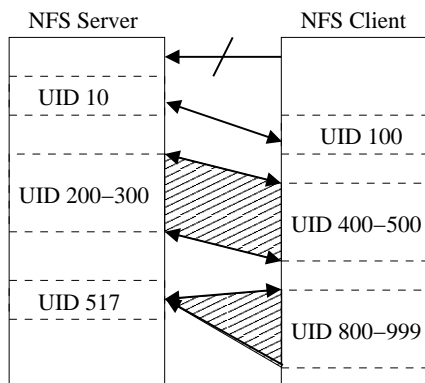 NFS Server
NFS Client
UID 10
UID 100
UID 200–300
UID 400–500
UID 517
UID 800–999